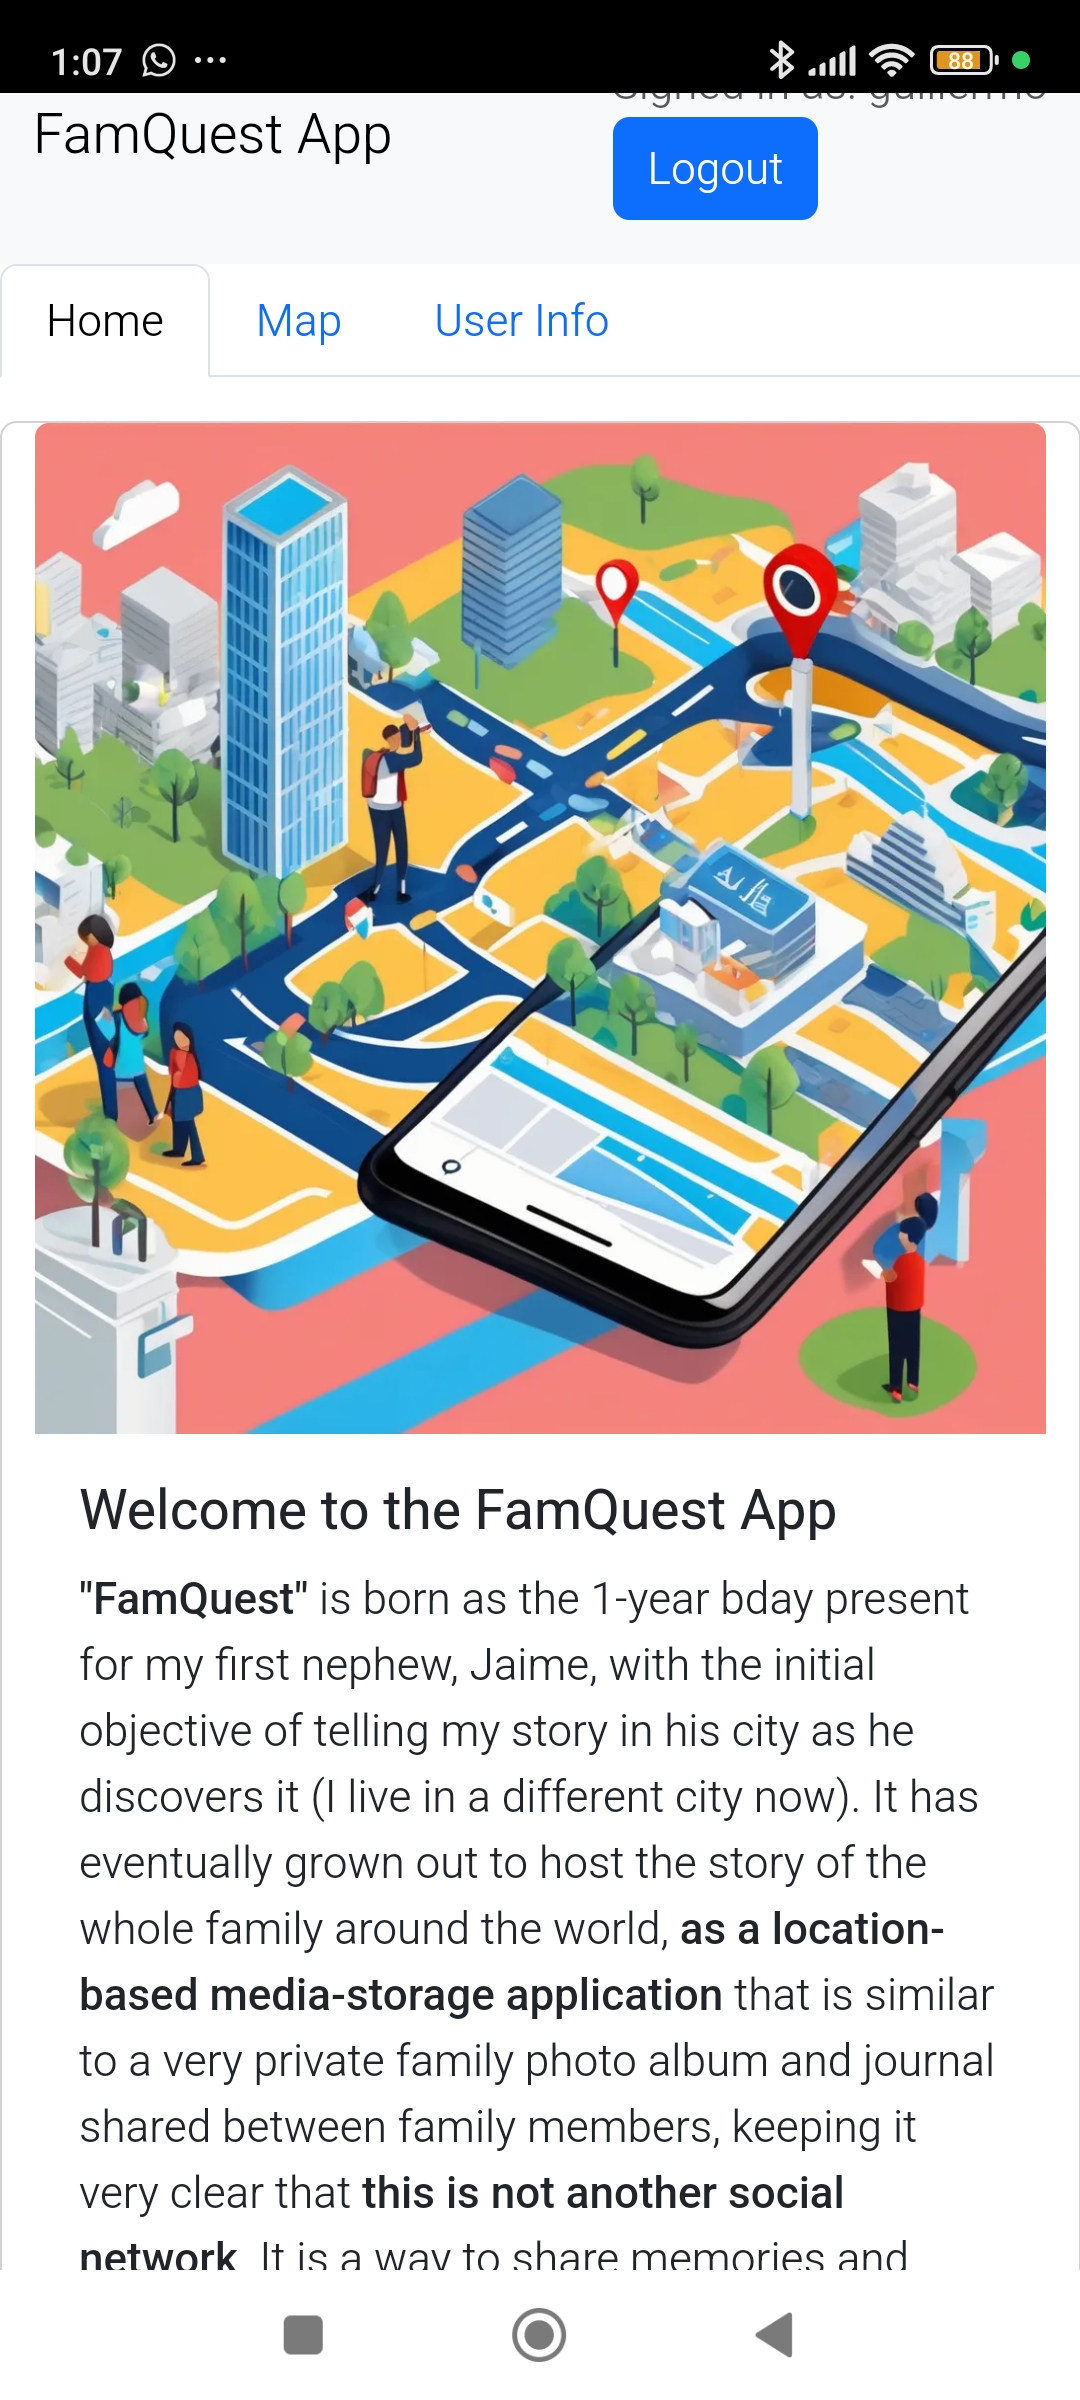 1:07
88
Signed in as: guillermo
FamQuest App
Logout
Home
Map
User Info
Welcome to the FamQuest App
"FamQuest" is born as the 1-year bday present
for my first nephew, Jaime, with the initial
objective of telling my story in his city as he
discovers it (I live in a different city now). It has
eventually grown out to host the story of the
whole family around the world, as a location-
based media-storage application that is similar
to a very private family photo album and journal
shared between family members, keeping it
very clear that this is not another social
network. It is a way to share memories and